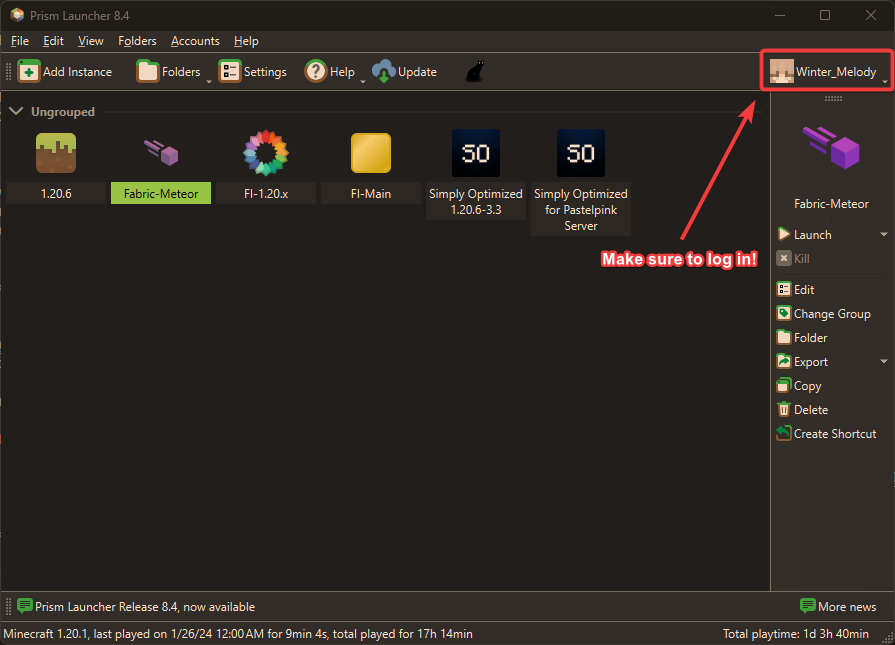 Prism Launcher 8.4
File Edit View Folders Accounts Help
Add Instance Folders Settings Help Update Winter_Melody
Ungrouped
SO SO
1.20.6 Fabric-Meteor FI-1.20.x FI-Main
Simply Optimized
1.20.6-3.3
Simply Optimized
for Pastelpink
Server
Make sure to log in!
Fabric-Meteor
Launch
Kill
Edit
Change Group
Folder
Export
Copy
Delete
Create Shortcut
Prism Launcher Release 8.4, now available More news
Minecraft 1.20.1, last played on 1/26/24 12:00 AM for 9min 4s, total played for 17h 14min Total playtime: 1d 3h 40min